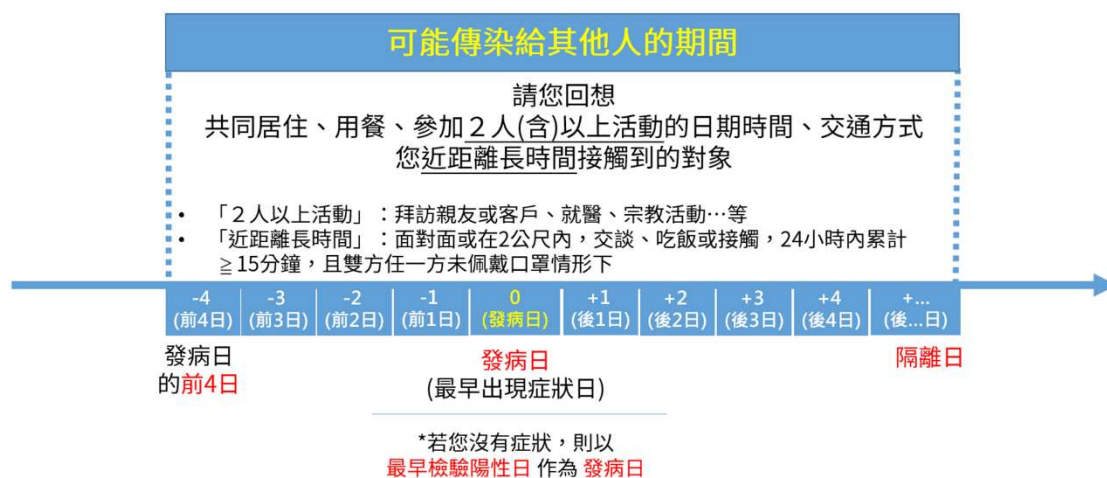 可能傳染給其他人的期間
請您回想
共同居住、用餐、參加２人(含)以上活動的日期時間、交通方式
您近距離長時間接觸到的對象
• 「２人以上活動」：拜訪親友或客戶、就醫、宗教活動…等
• 「近距離長時間」：面對面或在2公尺內，交談、吃飯或接觸，24小時內累計
≧15分鐘，且雙方任一方未佩戴口罩情形下
-4 -3 -2 -1 0 +1 +2 +3 +4 +...
(前4日) (前3日) (前2日) (前1日) (發病日) (後1日) (後2日) (後3日) (後4日) (後...日)
發病日
的前4日
發病日
(最早出現症狀日)
隔離日
*若您沒有症狀，則以
最早檢驗陽性日 作為 發病日